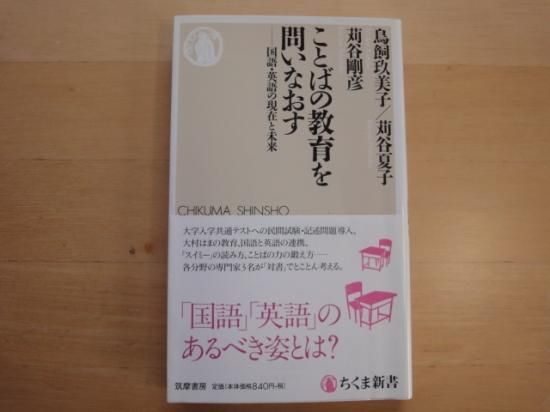 鳥飼玖美子／苅谷夏子
苅谷剛彦
ことばの教育を
問いなおす
──国語・英語の現在と未来
CHIKUMA SHINSHO
大学入学共通テストへの民間試験・記述問題導入。
大村はまの教育、国語と英語の連携。
「スイミー」の読み方、ことばの力の鍛え方──
各分野の専門家3名が「対書」でとことん考える。
「国語」「英語」の
あるべき姿とは?
筑摩書房
定価(本体価格840円+税)
ちくま新書